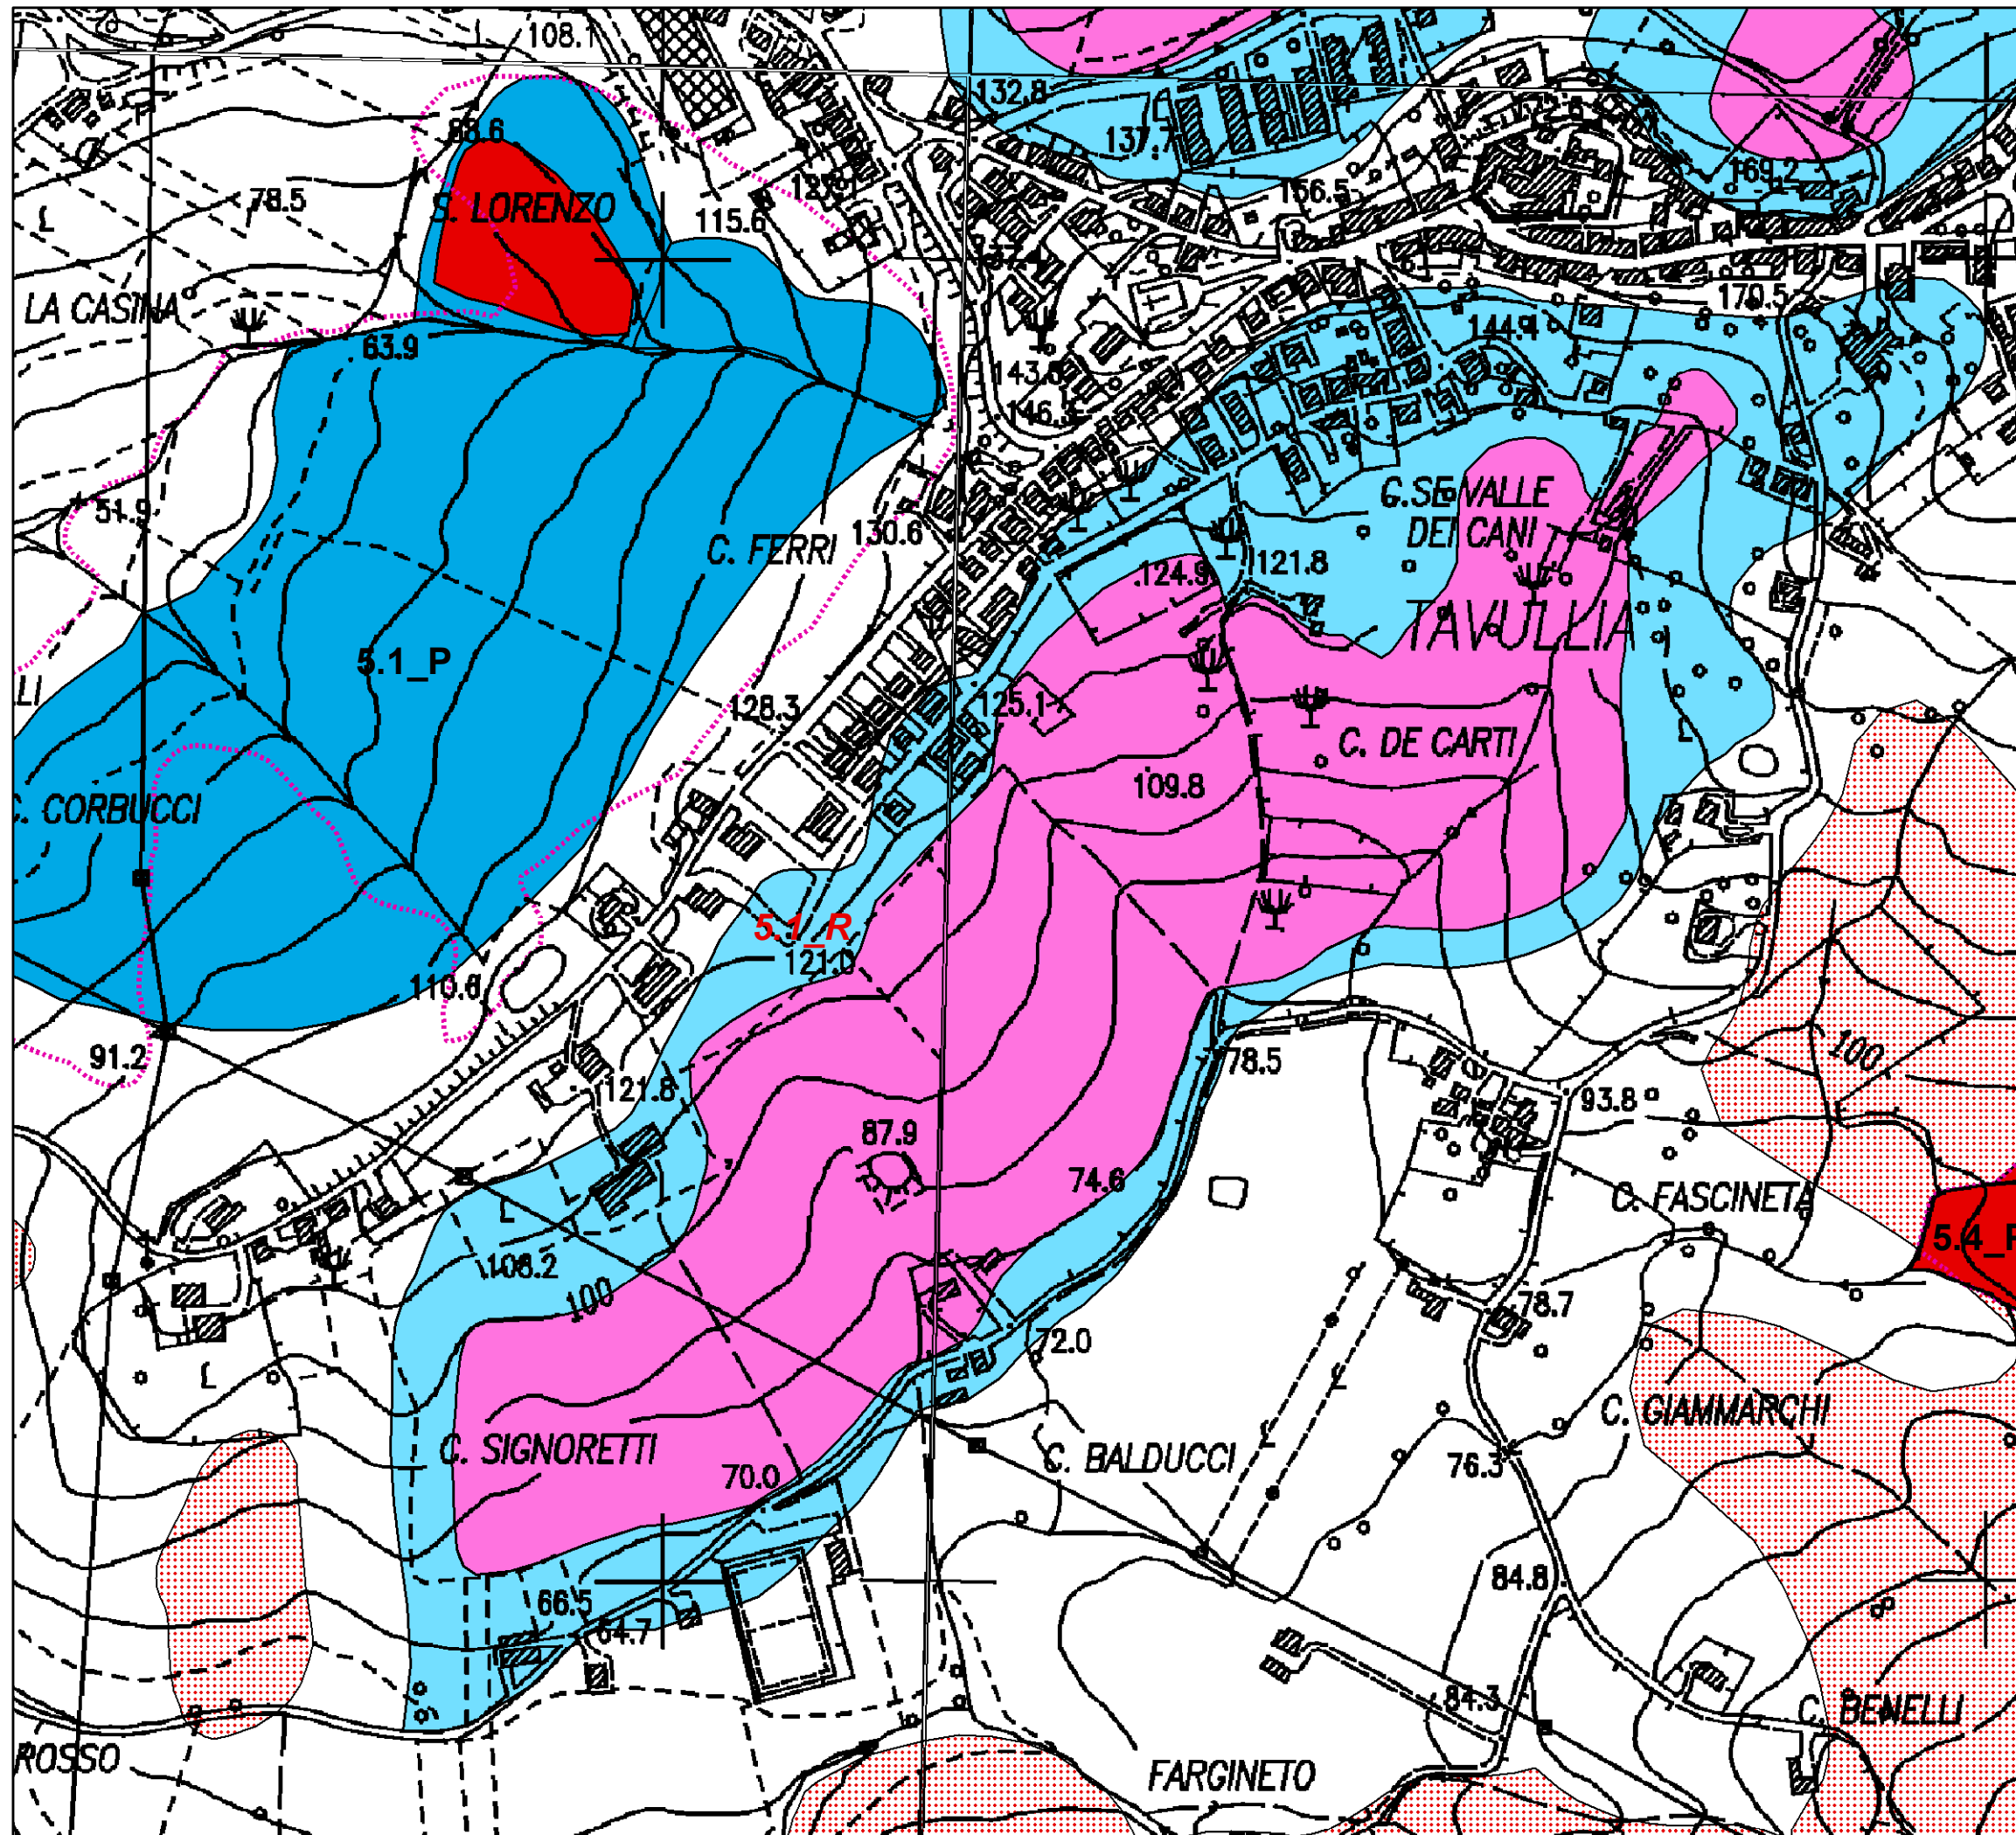 108.1
132.8
137.7
83.6
169.2
S. LORENZO
78.5
115.6
156.5
LA CASINA
170.5
63.9
144.4
143.
146.
C. SE VALLE
DEI CANI
51.9
C. FERRI
130.6
124.9
121.8
TAVULLIA
5.1_P
LI
125.1
128.3
C. DE CARTI
109.8
C. CORBUCCI
5.1_R
121.0
110.6
91.2
78.5
100
121.8
93.8
87.9
74.6
C. FASCINETA
5.4_
108.2
100
78.7
72.0
C. GIAMMARCHI
C. SIGNORETTI
C. BALDUCCI
70.0
76.3
84.8
66.5
64.7
84.3
C. BENELLI
ROSSO
FARGINETO